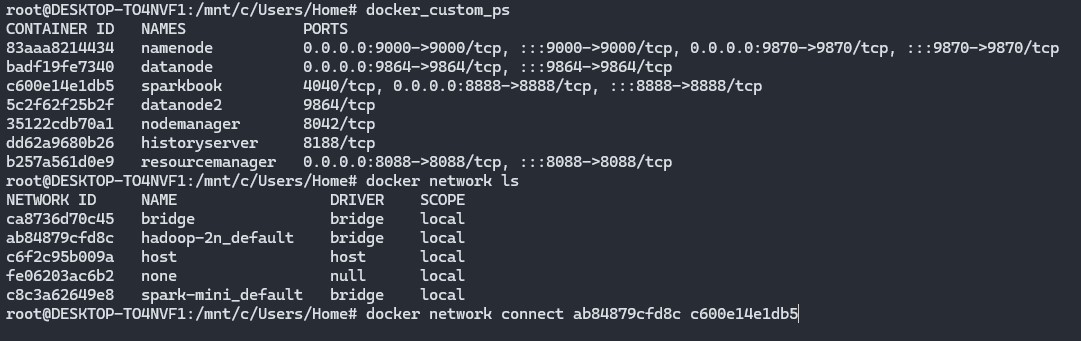 root@DESKTOP-TO4NVF1:/mnt/c/Users/Home# docker_custom_ps
CONTAINER ID   NAMES             PORTS
83aaa8214434   namenode          0.0.0.0:9000->9000/tcp, :::9000->9000/tcp, 0.0.0.0:9870->9870/tcp, :::9870->9870/tcp
badf19fe7340   datanode          0.0.0.0:9864->9864/tcp, :::9864->9864/tcp
c600e14e1db5   sparkbook         4040/tcp, 0.0.0.0:8888->8888/tcp, :::8888->8888/tcp
5c2f62f25b2f   datanode2         9864/tcp
35122cdb70a1   nodemanager       8042/tcp
dd62a9680b26   historyserver     8188/tcp
b257a561d0e9   resourcemanager   0.0.0.0:8088->8088/tcp, :::8088->8088/tcp
root@DESKTOP-TO4NVF1:/mnt/c/Users/Home# docker network ls
NETWORK ID     NAME                 DRIVER    SCOPE
ca8736d70c45   bridge               bridge    local
ab84879cfd8c   hadoop-2n_default    bridge    local
c6f2c95b009a   host                 host      local
fe06203ac6b2   none                 null      local
c8c3a62649e8   spark-mini_default   bridge    local
root@DESKTOP-TO4NVF1:/mnt/c/Users/Home# docker network connect ab84879cfd8c c600e14e1db5